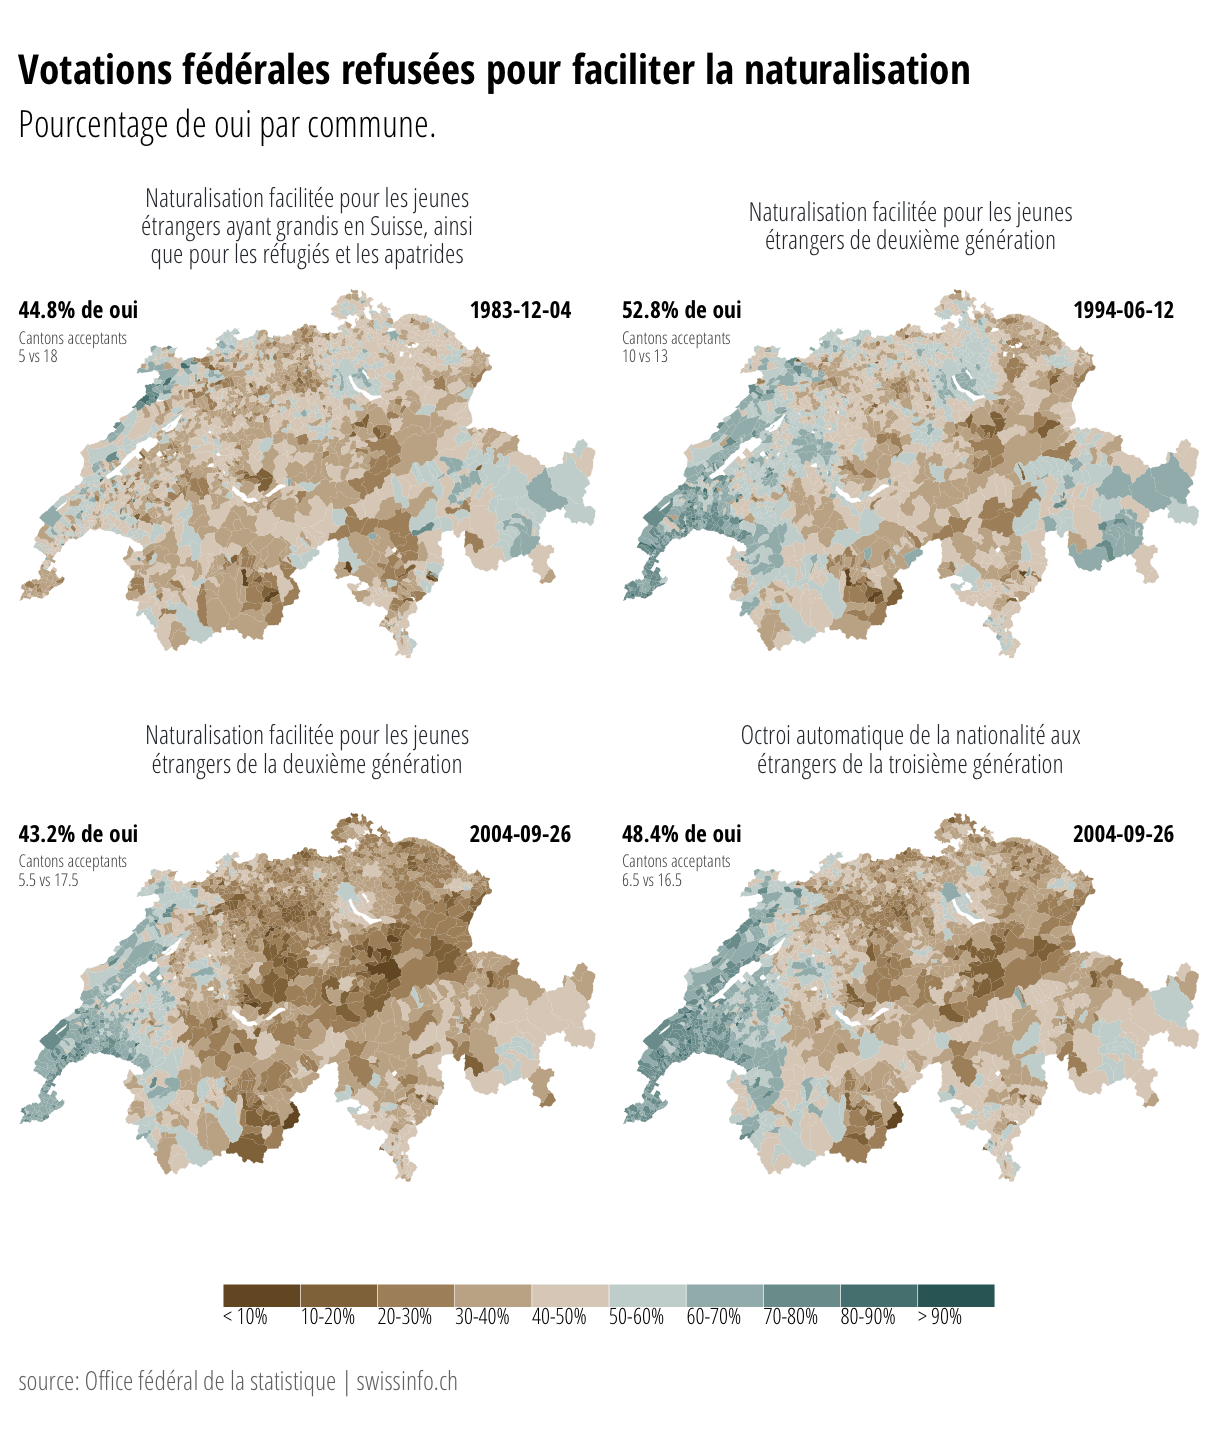 Votations fédérales refusées pour faciliter la naturalisation
Pourcentage de oui par commune.
Naturalisation facilitée pour les jeunes
étrangers ayant grandis en Suisse, ainsi
que pour les réfugiés et les apatrides
44.8% de oui
1983-12-04
Cantons acceptants
5 vs 18
Naturalisation facilitée pour les jeunes
étrangers de deuxième génération
52.8% de oui
1994-06-12
Cantons acceptants
10 vs 13
Naturalisation facilitée pour les jeunes
étrangers de la deuxième génération
43.2% de oui
2004-09-26
Cantons acceptants
5.5 vs 17.5
Octroi automatique de la nationalité aux
étrangers de la troisième génération
48.4% de oui
2004-09-26
Cantons acceptants
6.5 vs 16.5
< 10% 10-20% 20-30% 30-40% 40-50% 50-60% 60-70% 70-80% 80-90% > 90%
source: Office fédéral de la statistique | swissinfo.ch